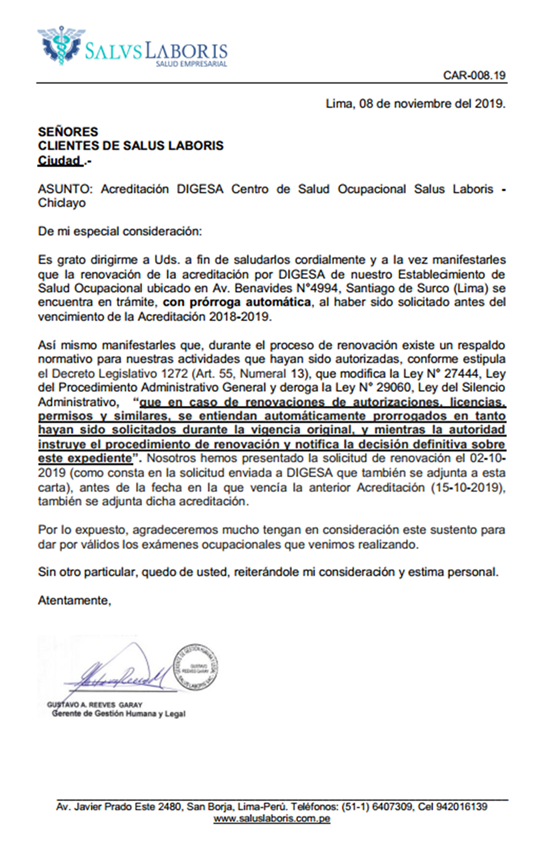 SALVSLABORIS
SALUD EMPRESARIAL
CAR-008.19
Lima, 08 de noviembre del 2019.
SEÑORES
CLIENTES DE SALUS LABORIS
Ciudad .-
ASUNTO: Acreditación DIGESA Centro de Salud Ocupacional Salus Laboris -
Chiclayo
De mi especial consideración:
Es grato dirigirme a Uds. a fin de saludarlos cordialmente y a la vez manifestarles
que la renovación de la acreditación por DIGESA de nuestro Establecimiento de
Salud Ocupacional ubicado en Av. Benavides N°4994, Santiago de Surco (Lima) se
encuentra en trámite, con prórroga automática, al haber sido solicitado antes del
vencimiento de la Acreditación 2018-2019.
Así mismo manifestarles que, durante el proceso de renovación existe un respaldo
normativo para nuestras actividades que hayan sido autorizadas, conforme estipula
el Decreto Legislativo 1272 (Art. 55, Numeral 13), que modifica la Ley N° 27444, Ley
del Procedimiento Administrativo General y deroga la Ley N° 29060, Ley del Silencio
Administrativo, “que en caso de renovaciones de autorizaciones, licencias,
permisos y similares, se entiendan automáticamente prorrogados en tanto
hayan sido solicitados durante la vigencia original, y mientras la autoridad
instruye el procedimiento de renovación y notifica la decisión definitiva sobre
este expediente”. Nosotros hemos presentado la solicitud de renovación el 02-10-
2019 (como consta en la solicitud enviada a DIGESA que también se adjunta a esta
carta), antes de la fecha en la que vencía la anterior Acreditación (15-10-2019),
también se adjunta dicha acreditación.
Por lo expuesto, agradeceremos mucho tengan en consideración este sustento para
dar por válidos los exámenes ocupacionales que venimos realizando.
Sin otro particular, quedo de usted, reiterándole mi consideración y estima personal.
Atentamente,
GUSTAVO A. REEVES GARAY
Gerente de Gestión Humana y Legal
Av. Javier Prado Este 2480, San Borja, Lima-Perú. Teléfonos: (51-1) 6407309, Cel 942016139
www.saluslaboris.com.pe